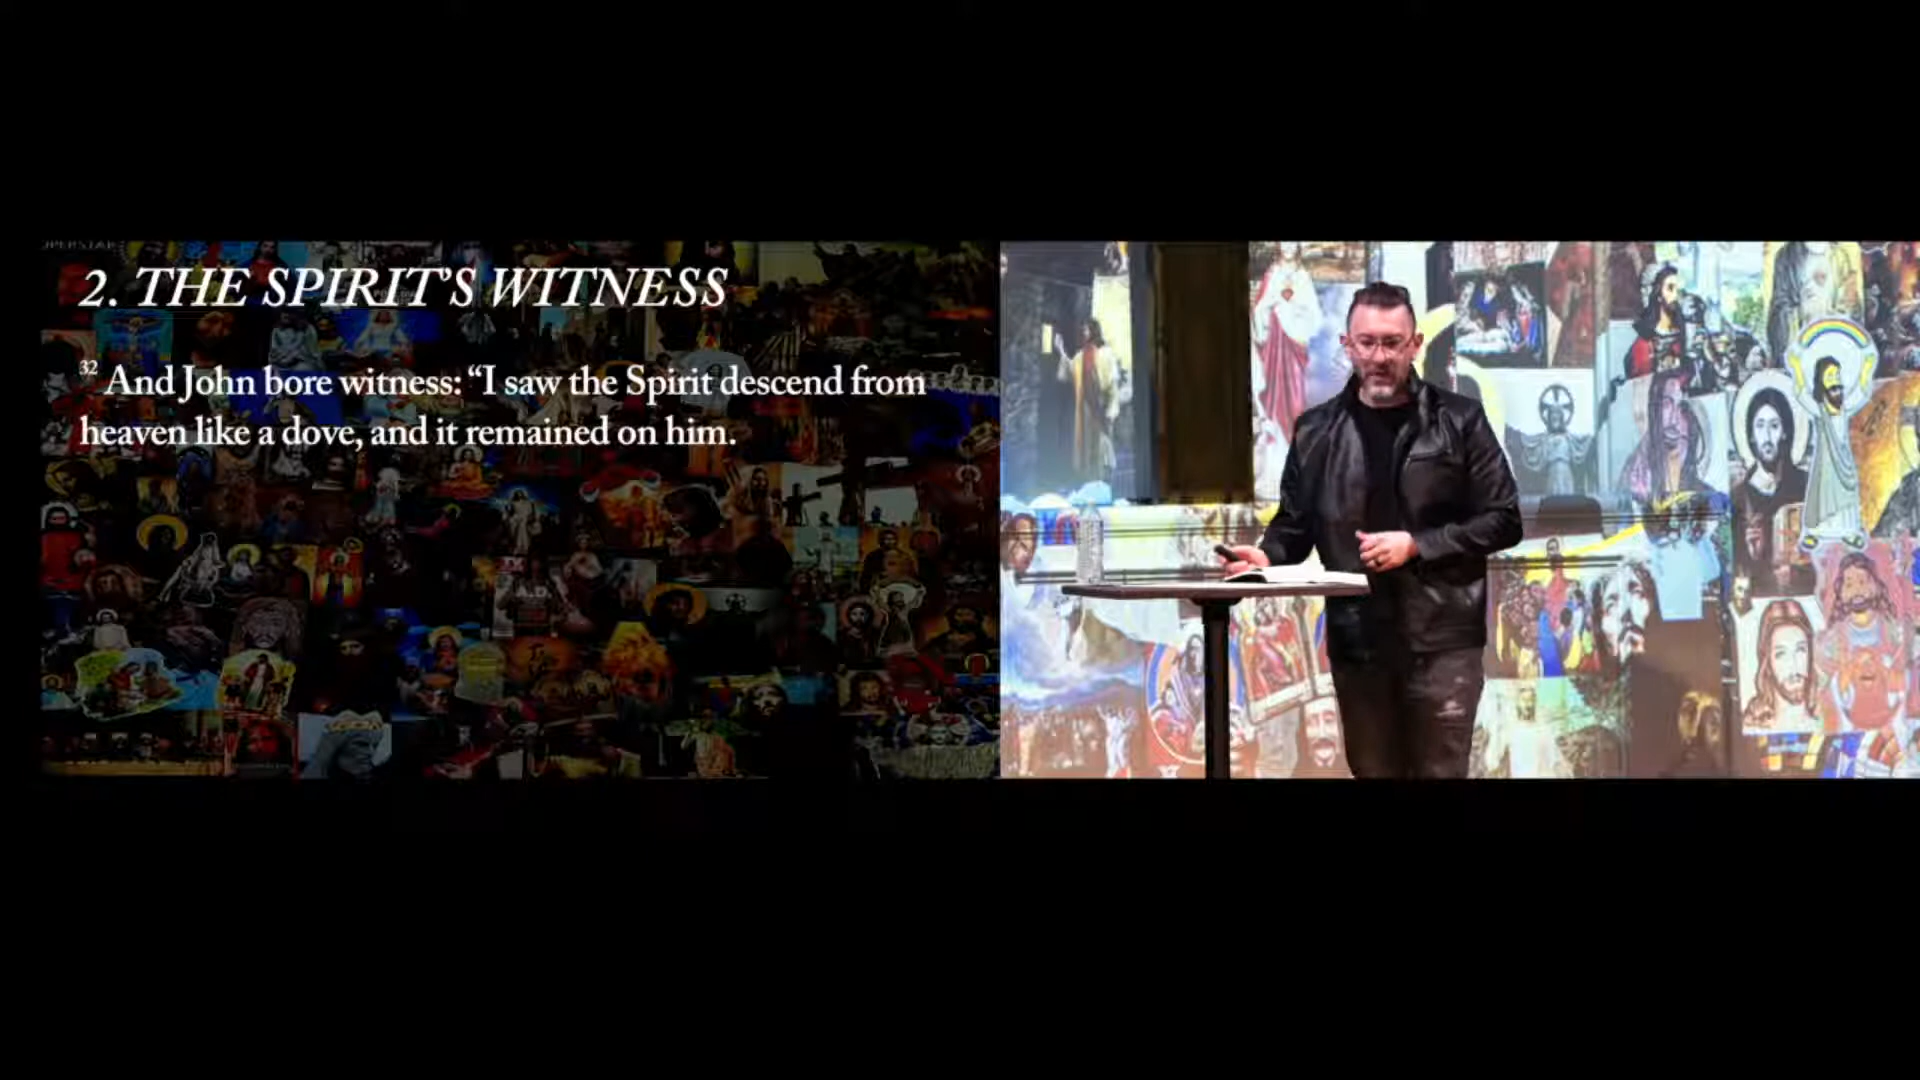 2. THE SPIRIT'S WITNESS
32 And John bore witness: “I saw the Spirit descend from
heaven like a dove, and it remained on him.
A.D.